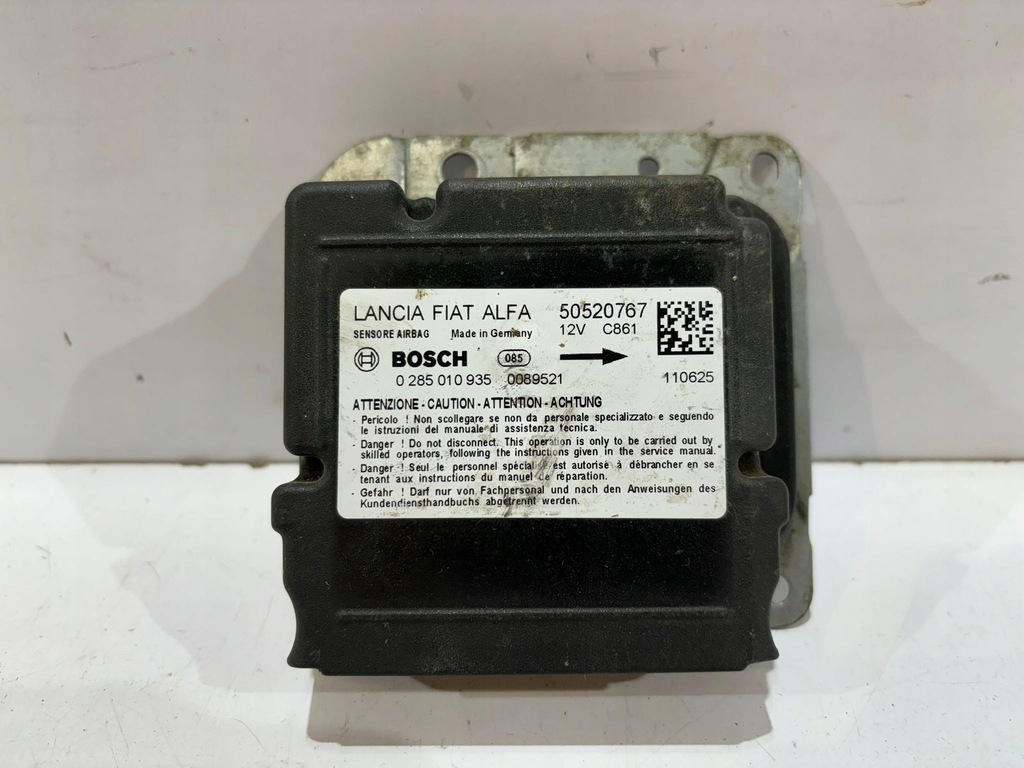 LANCIA FIAT ALFA 50520767
SENSORE AIRBAG Made in Germany 12V C861
BOSCH 085
0 285 010 935 0089521 110625
ATTENZIONE - CAUTION - ATTENTION - ACHTUNG
- Pericolo ! Non scollegare se non da personale specializzato e seguendo
le istruzioni del manuale di assistenza tecnica.
- Danger ! Do not disconnect. This operation is only to be carried out by
skilled operators, following the instructions given in the service manual.
- Danger ! Seul le personnel spécialisé est autorisé à débrancher en se
tenant aux instructions du manuel de réparation.
- Gefahr ! Darf nur von Fachpersonal und nach den Anweisungen des
Kundendiensthandbuchs abgetrennt werden.